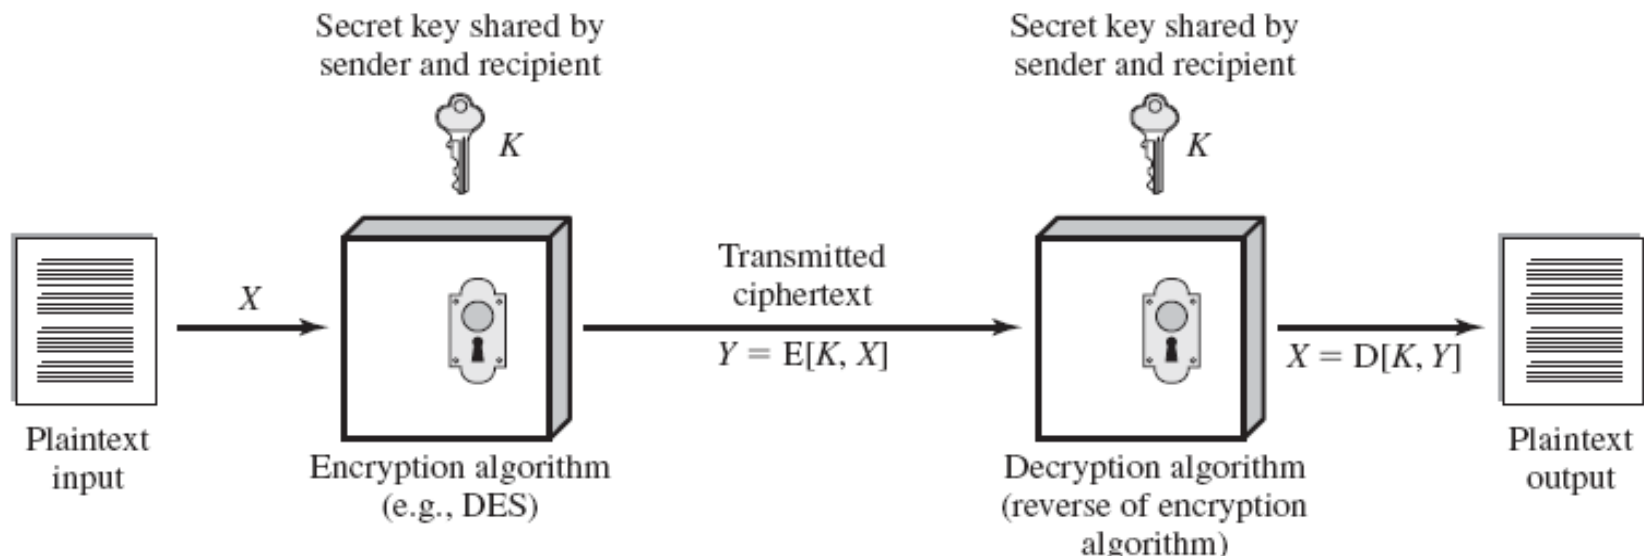 Secret key shared by
sender and recipient
K
Secret key shared by
sender and recipient
K
X
Transmitted
ciphertext
Y = E[K, X]
X = D[K, Y]
Plaintext
input
Encryption algorithm
(e.g., DES)
Decryption algorithm
(reverse of encryption
algorithm)
Plaintext
output